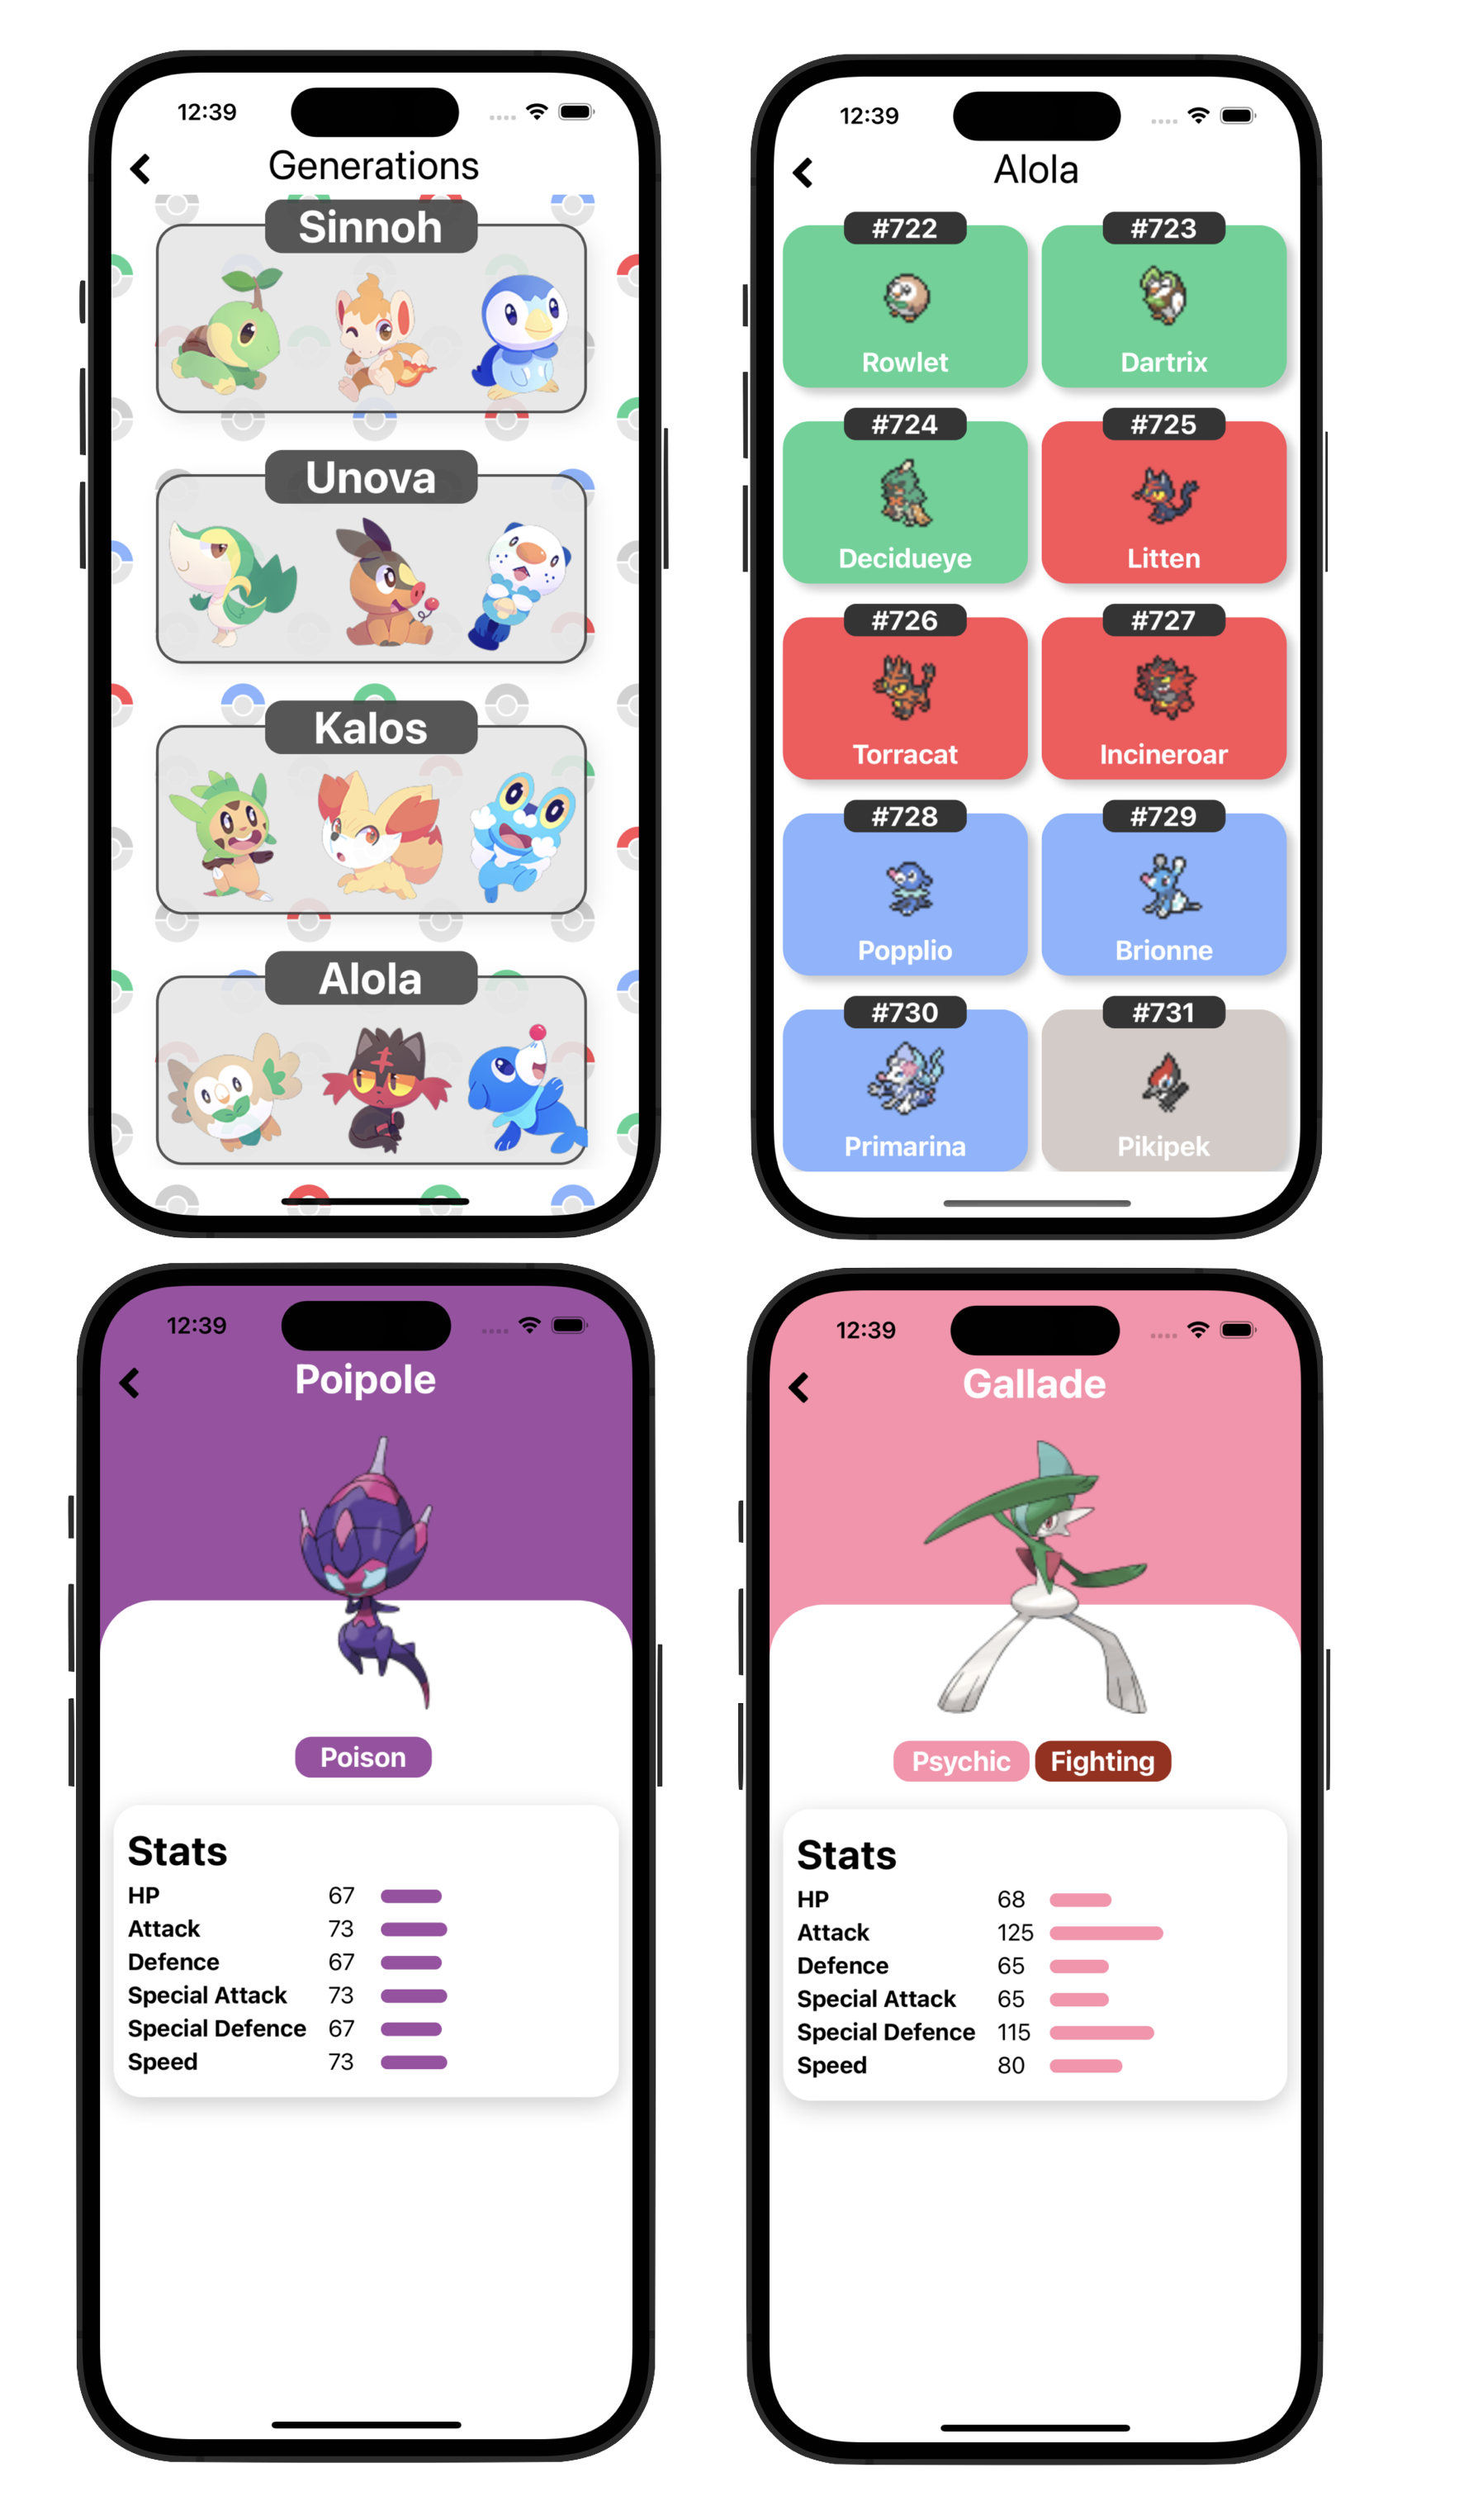 12:39
Generations
Sinnoh
Unova
Kalos
Alola
12:39
Alola
#722 #723
Rowlet Dartrix
#724 #725
Decidueye Litten
#726 #727
Torracat Incineroar
#728 #729
Popplio Brionne
#730 #731
Primarina Pikipek
12:39
Poipole
Poison
Stats
HP 67
Attack 73
Defence 67
Special Attack 73
Special Defence 67
Speed 73
12:39
Gallade
Psychic Fighting
Stats
HP 68
Attack 125
Defence 65
Special Attack 65
Special Defence 115
Speed 80